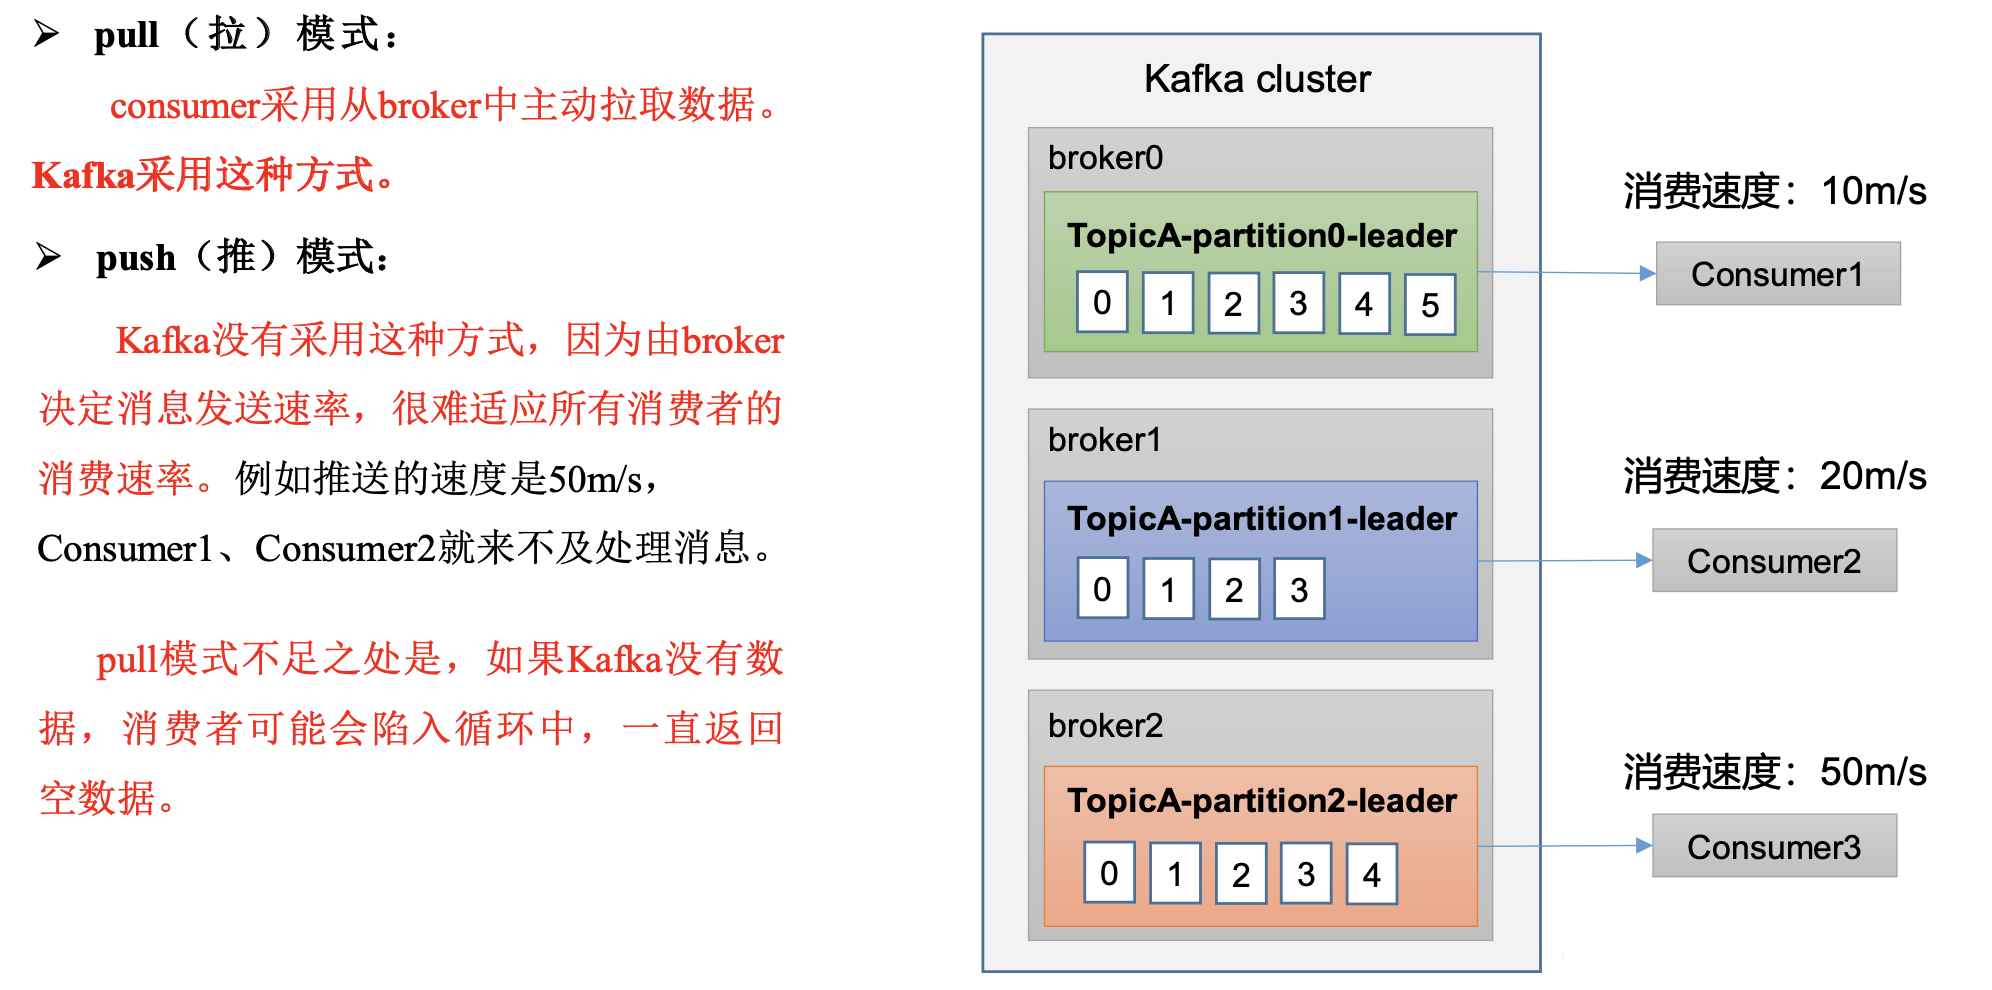 ➢ pull（拉）模式：
consumer采用从broker中主动拉取数据。
Kafka采用这种方式。
➢ push（推）模式：
Kafka没有采用这种方式，因为由broker
决定消息发送速率，很难适应所有消费者的
消费速率。例如推送的速度是50m/s，
Consumer1、Consumer2就来不及处理消息。
pull模式不足之处是，如果Kafka没有数
据，消费者可能会陷入循环中，一直返回
空数据。
Kafka cluster
broker0
TopicA-partition0-leader
0 1 2 3 4 5
消费速度：10m/s
Consumer1
broker1
TopicA-partition1-leader
0 1 2 3
消费速度：20m/s
Consumer2
broker2
TopicA-partition2-leader
0 1 2 3 4
消费速度：50m/s
Consumer3